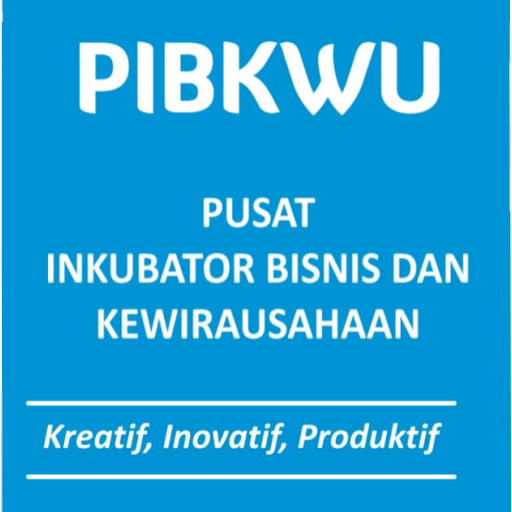 PIBKWU
PUSAT
INKUBATOR BISNIS DAN
KEWIRAUSAHAAN
Kreatif, Inovatif, Produktif